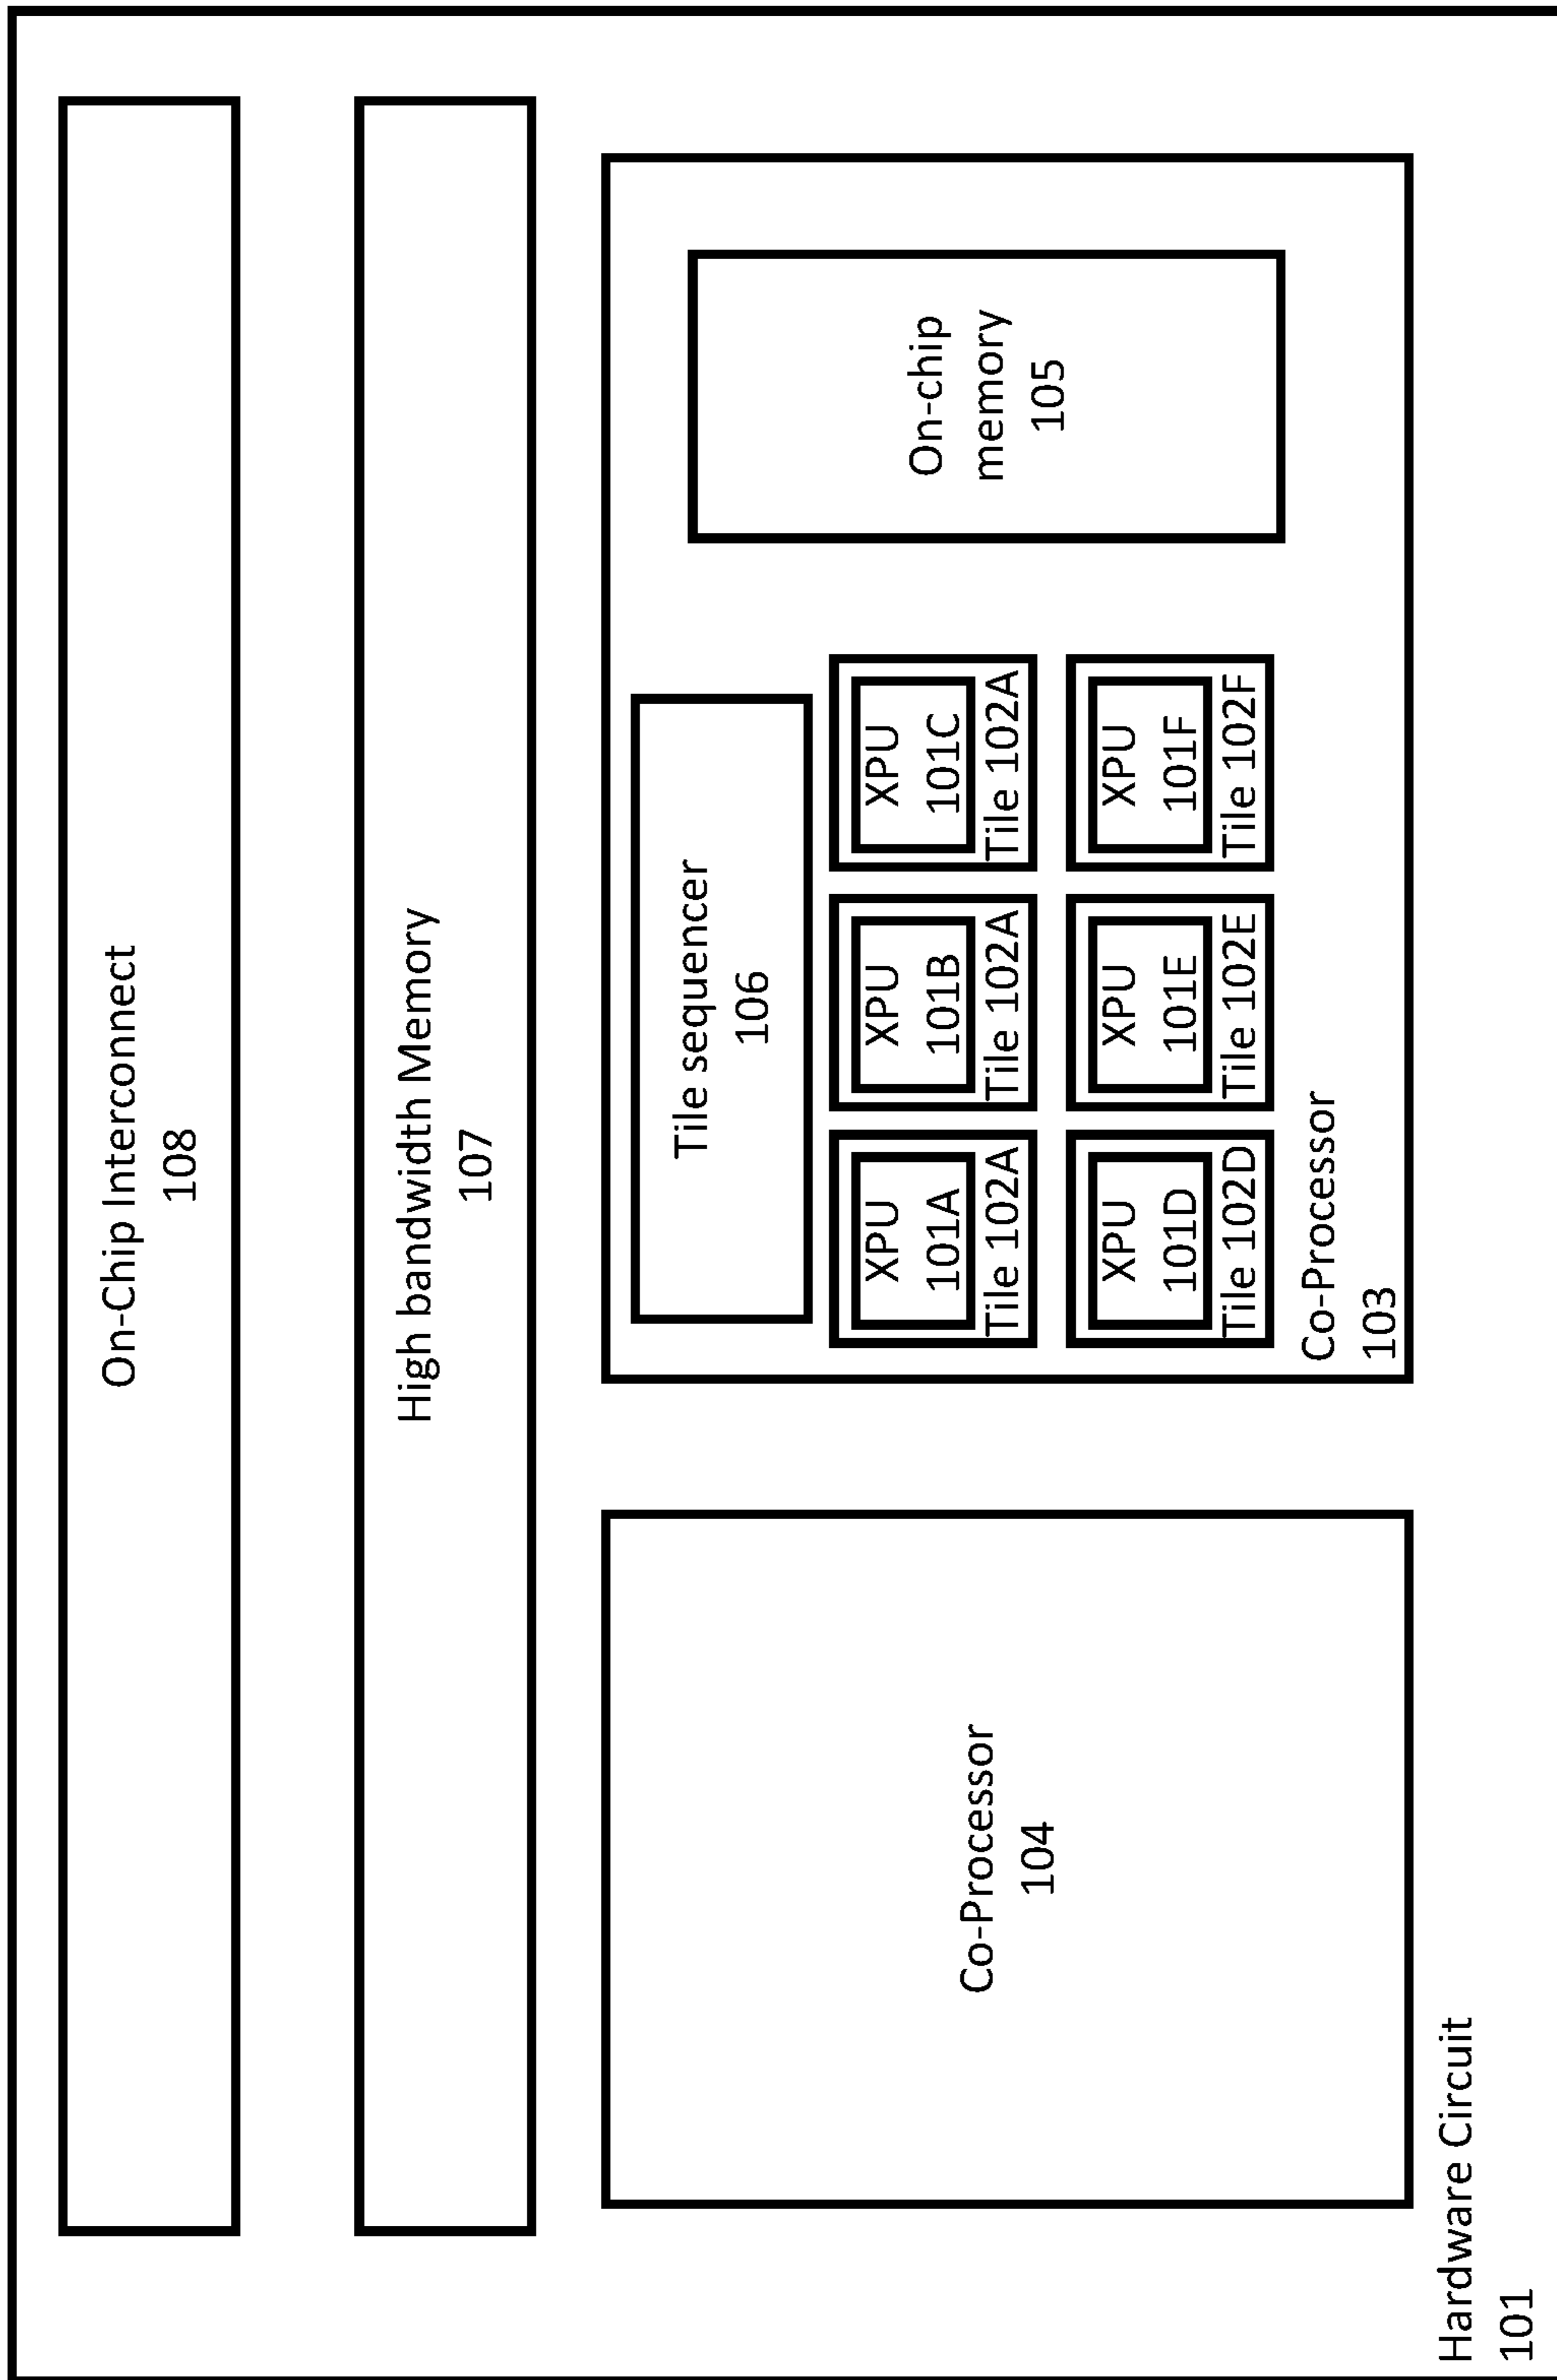 On-Chip Interconnect
108
High bandwidth Memory
107
Co-Processor
104
Tile sequencer
106
XPU
101A
Tile 102A
XPU
101B
Tile 102A
XPU
101C
Tile 102A
XPU
101D
Tile 102D
XPU
101E
Tile 102E
XPU
101F
Tile 102F
On-chip
memory
105
Co-Processor
103
Hardware Circuit
101